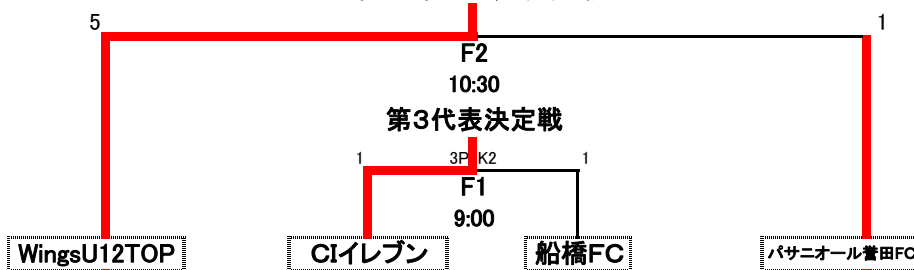 5
1
F2
10:30
第3代表決定戦
1
3PK2
1
F1
9:00
WingsU12TOP
CIイレブン
船橋FC
パサニオール誉田FC